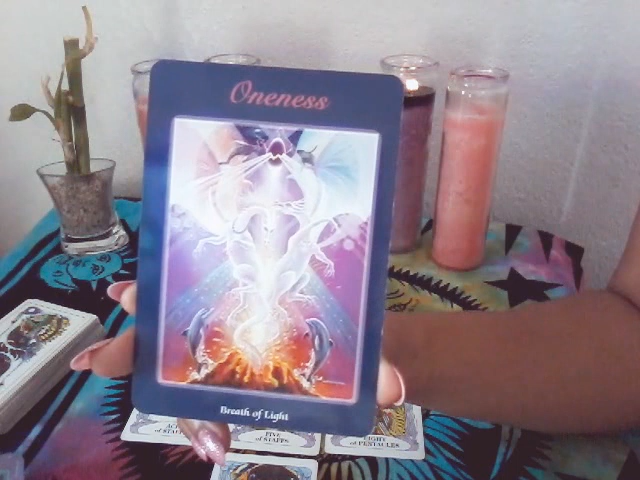 Oneness
Breath of Light
FIVE
of STAFFS
EIGHT
of PENTACLES